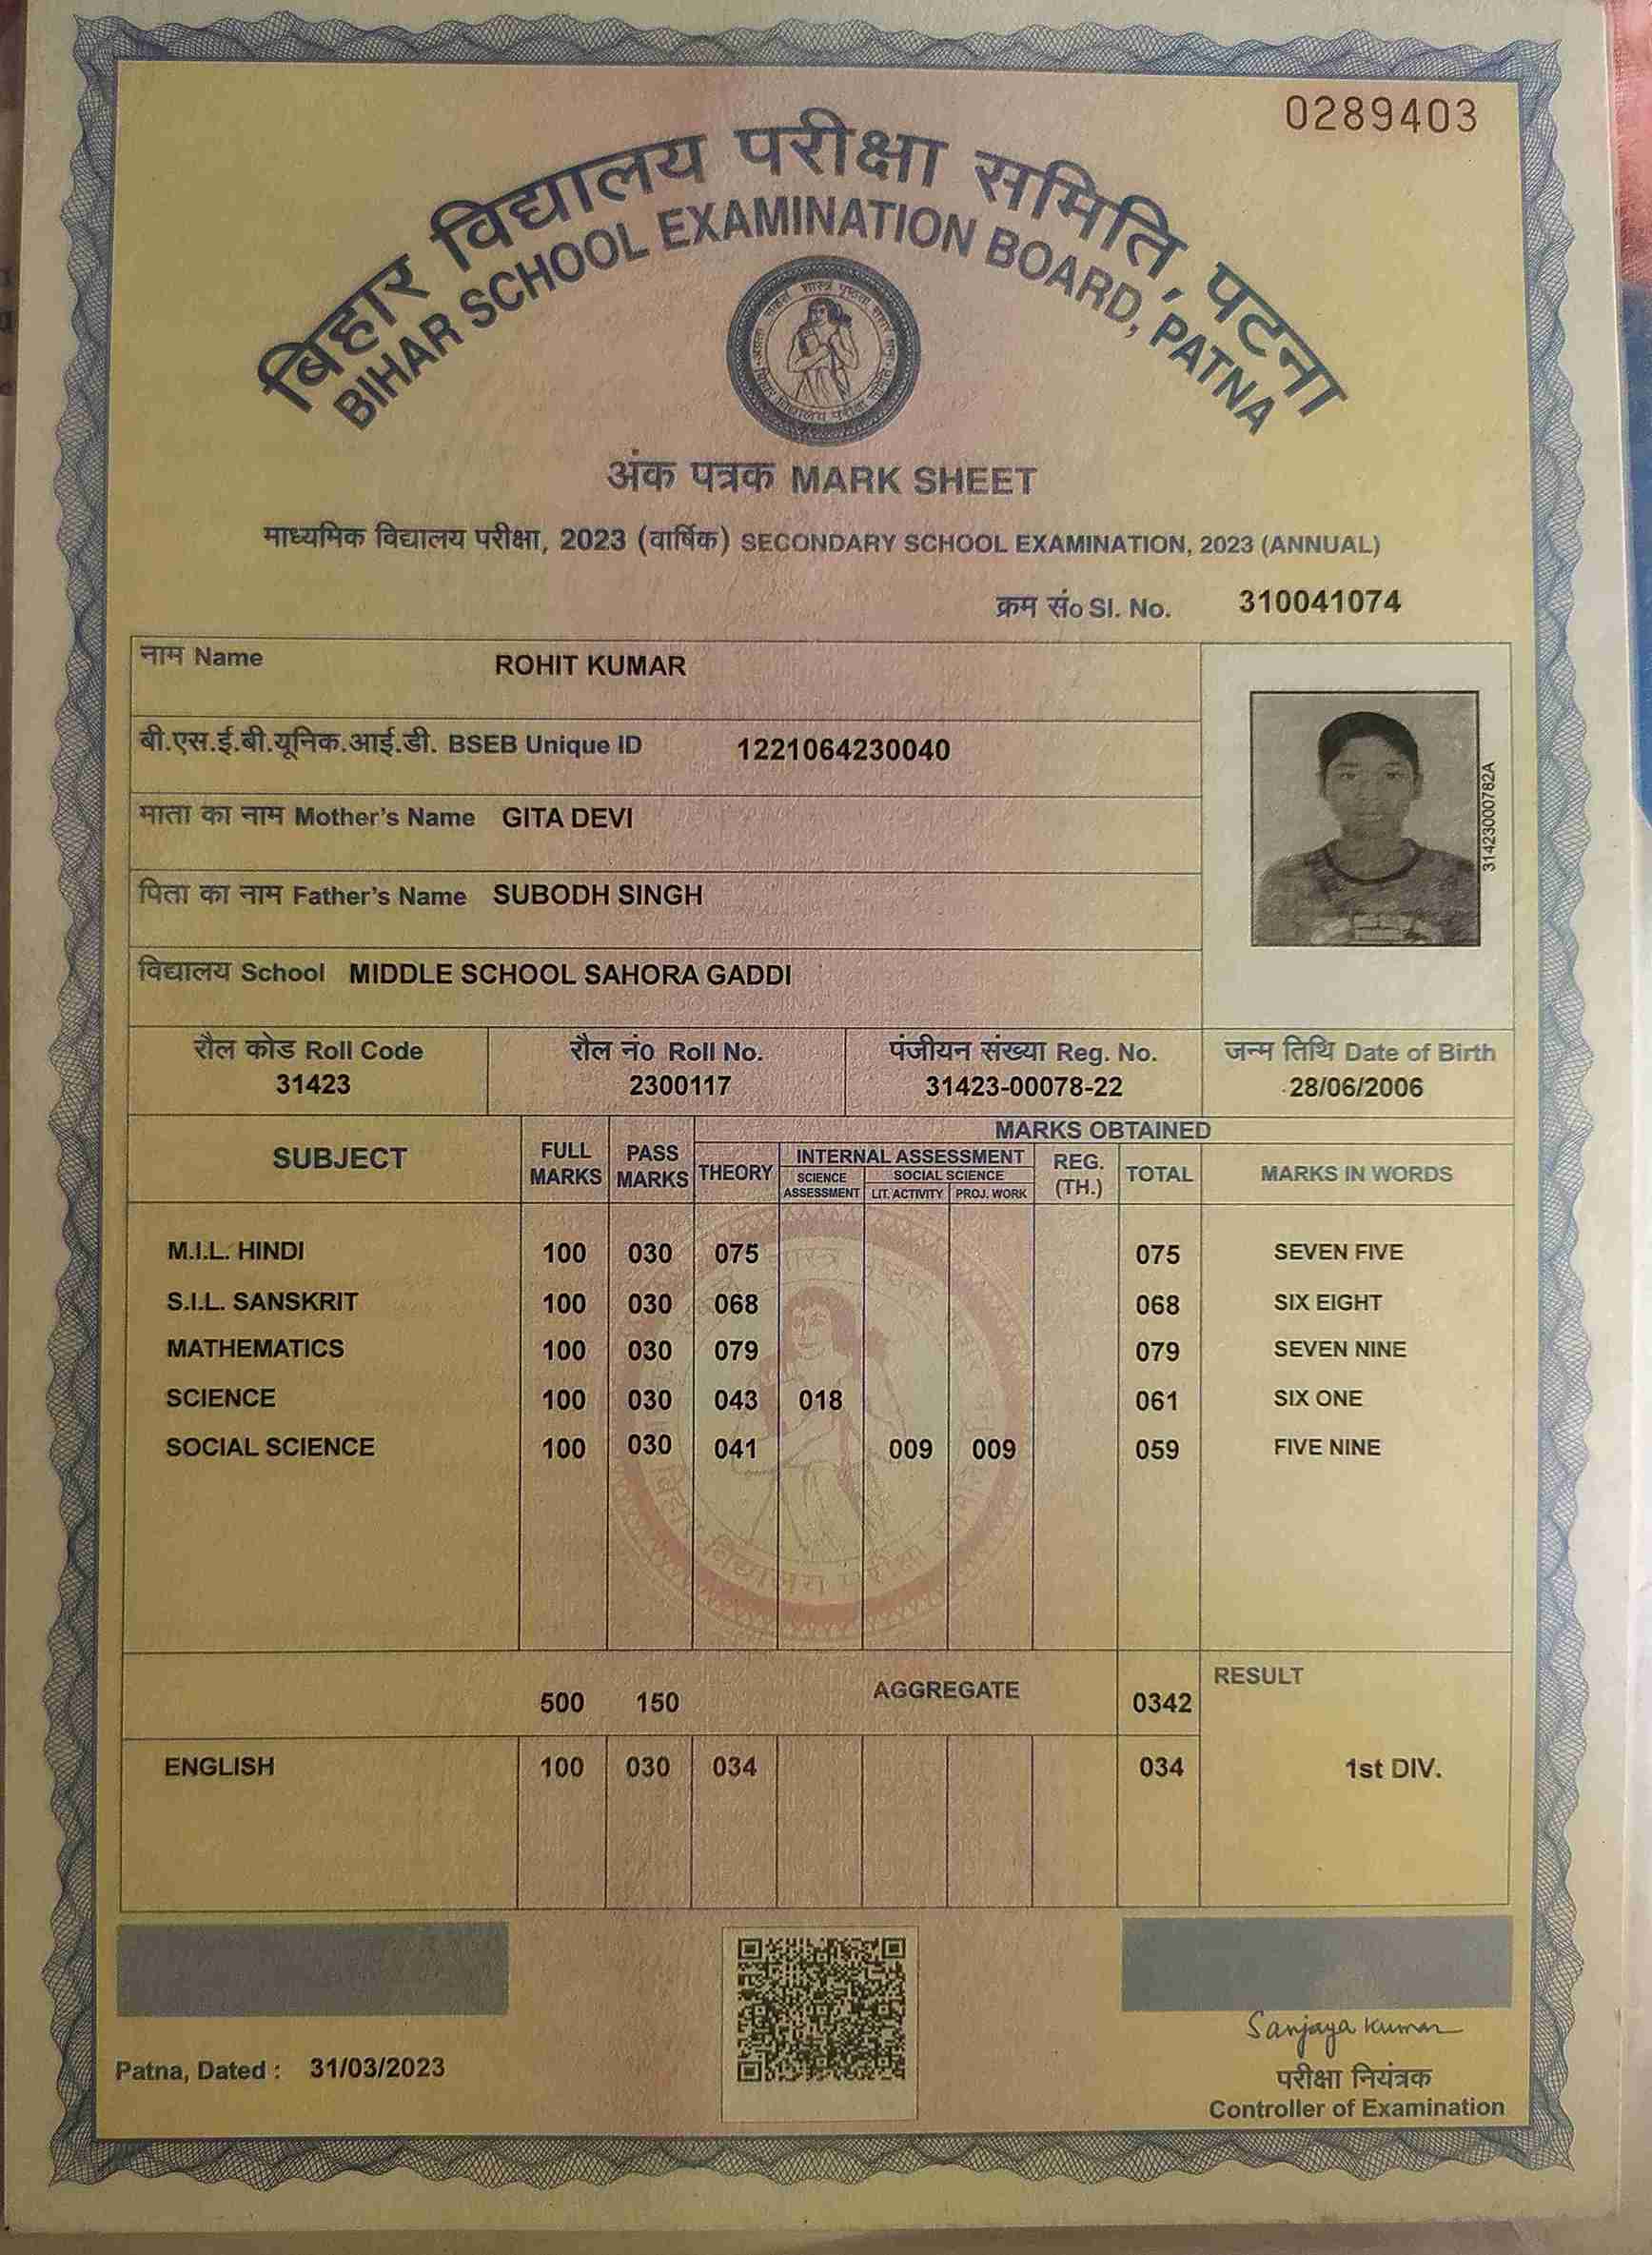 0289403
बिहार विद्यालय परीक्षा समिति, पटना
BIHAR SCHOOL EXAMINATION BOARD, PATNA
अंक पत्रक MARK SHEET
माध्यमिक विद्यालय परीक्षा, 2023 (वार्षिक) SECONDARY SCHOOL EXAMINATION, 2023 (ANNUAL)
क्रम सं० Sl. No. 310041074
नाम Name ROHIT KUMAR
बी.एस.ई.बी.यूनिक.आई.डी. BSEB Unique ID 1221064230040
314230000782A
माता का नाम Mother's Name GITA DEVI
पिता का नाम Father's Name SUBODH SINGH
विद्यालय School MIDDLE SCHOOL SAHORA GADDI
रौल कोड Roll Code रौल नं० Roll No. पंजीयन संख्या Reg. No. जन्म तिथि Date of Birth
31423 2300117 31423-00078-22 28/06/2006
SUBJECT FULL MARKS PASS MARKS MARKS OBTAINED
THEORY INTERNAL ASSESSMENT REG. (TH.) TOTAL MARKS IN WORDS
SCIENCE ASSESSMENT SOCIAL SCIENCE
LIT. ACTIVITY PROJ. WORK
M.I.L. HINDI 100 030 075 075 SEVEN FIVE
S.I.L. SANSKRIT 100 030 068 068 SIX EIGHT
MATHEMATICS 100 030 079 079 SEVEN NINE
SCIENCE 100 030 043 018 061 SIX ONE
SOCIAL SCIENCE 100 030 041 009 009 059 FIVE NINE
500 150 AGGREGATE 0342 RESULT
ENGLISH 100 030 034 034 1st DIV.
Sanjaya Kumar
Patna, Dated : 31/03/2023
परीक्षा नियंत्रक
Controller of Examination